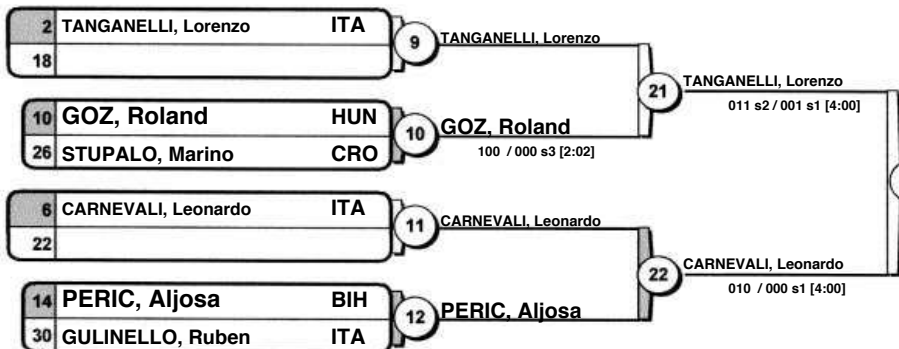 2 TANGANELLI, Lorenzo ITA
18
9 TANGANELLI, Lorenzo
10 GOZ, Roland HUN
26 STUPALO, Marino CRO
10 GOZ, Roland
100 / 000 s3 [2:02]
21 TANGANELLI, Lorenzo
011 s2 / 001 s1 [4:00]
6 CARNEVALI, Leonardo ITA
22
11 CARNEVALI, Leonardo
14 PERIC, Aljosa BIH
30 GULINELLO, Ruben ITA
12 PERIC, Aljosa
22 CARNEVALI, Leonardo
010 / 000 s1 [4:00]